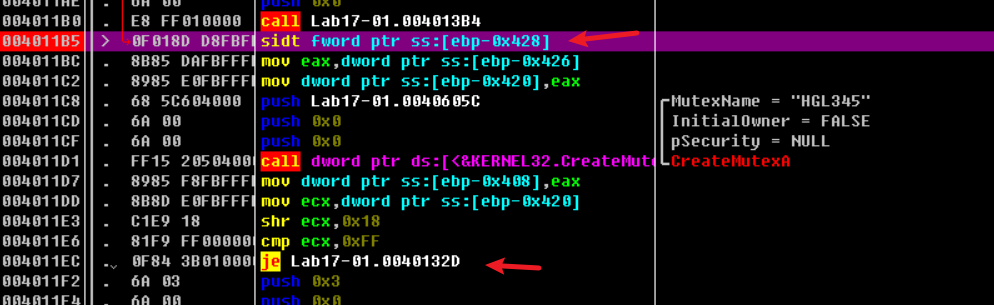 004011AE . 6A 00 push 0x0
004011B0 . E8 FF010000 call Lab17-01.004013B4
004011B5 > 0F018D D8FBF sidt fword ptr ss:[ebp-0x428]
004011BC . 8B85 DAFBFFF mov eax,dword ptr ss:[ebp-0x426]
004011C2 . 8985 E0FBFFF mov dword ptr ss:[ebp-0x420],eax
004011C8 . 68 5C604000 push Lab17-01.0040605C MutexName = "HGL345"
004011CD . 6A 00 push 0x0 InitialOwner = FALSE
004011CF . 6A 00 push 0x0 pSecurity = NULL
004011D1 . FF15 2050400 call dword ptr ds:[<&KERNEL32.CreateMute CreateMutexA
004011D7 . 8985 F8FBFFF mov dword ptr ss:[ebp-0x408],eax
004011DD . 8B8D E0FBFFF mov ecx,dword ptr ss:[ebp-0x420]
004011E3 . C1E9 18 shr ecx,0x18
004011E6 . 81F9 FF00000 cmp ecx,0xFF
004011EC . 0F84 3B01000 je Lab17-01.0040132D
004011F2 . 6A 03 push 0x3
004011F4 . 6A 00 push 0x0